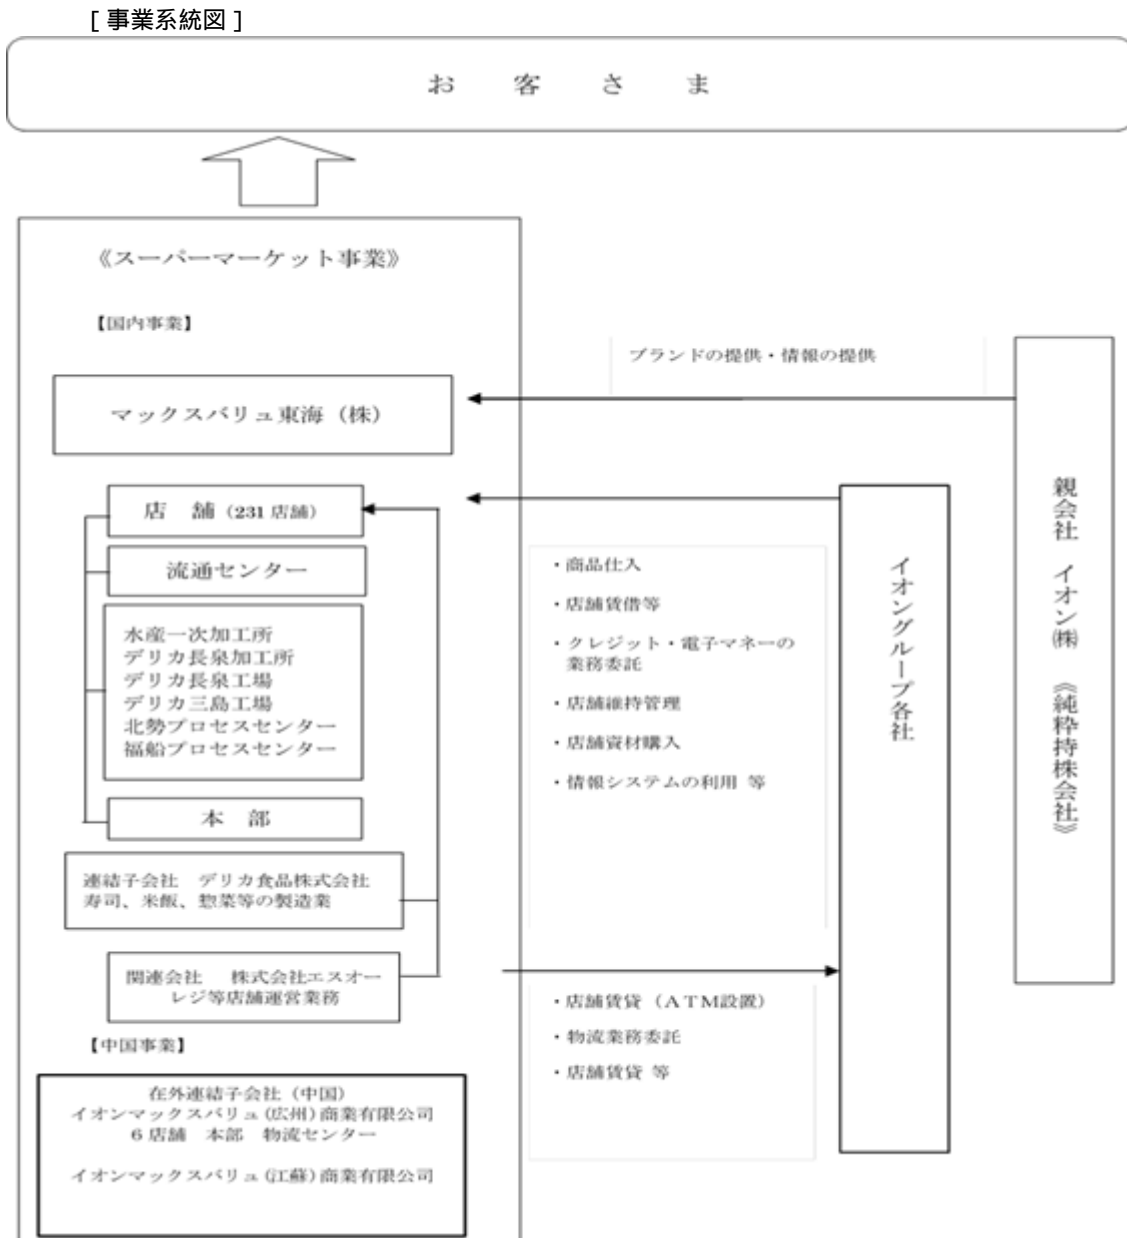 [ 事業系統図 ]
お　客　さ　ま
《スーパーマーケット事業》
【国内事業】
マックスバリュ東海（株）
店　舗（231 店舗）
流通センター
水産一次加工所
デリカ長泉加工所
デリカ長泉工場
デリカ三島工場
北勢プロセスセンター
福船プロセスセンター
本　部
連結子会社　デリカ食品株式会社
寿司、米飯、惣菜等の製造業
関連会社　株式会社エスオー
レジ等店舗運営業務
【中国事業】
在外連結子会社（中国）
イオンマックスバリュ(広州)商業有限公司
6 店舗　本部　物流センター
イオンマックスバリュ(江蘇)商業有限公司
ブランドの提供・情報の提供
・商品仕入
・店舗賃借等
・クレジット・電子マネーの
業務委託
・店舗維持管理
・店舗資材購入
・情報システムの利用 等
・店舗賃貸（ＡＴＭ設置）
・物流業務委託
・店舗賃貸 等
イオングループ各社
親会社　イオン㈱　《純粋持株会社》